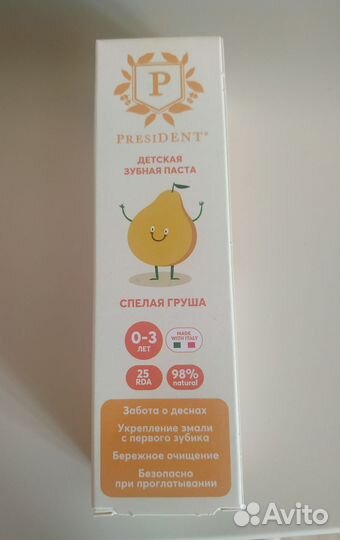 P
PRESIDENT®
ДЕТСКАЯ
ЗУБНАЯ ПАСТА
СПЕЛАЯ ГРУША
0-3
ЛЕТ
MADE
WITH ITALY
25
RDA
98%
natural
Забота о деснах
Укрепление эмали
с первого зубика
Бережное очищение
Безопасно
при проглатывании
Avito